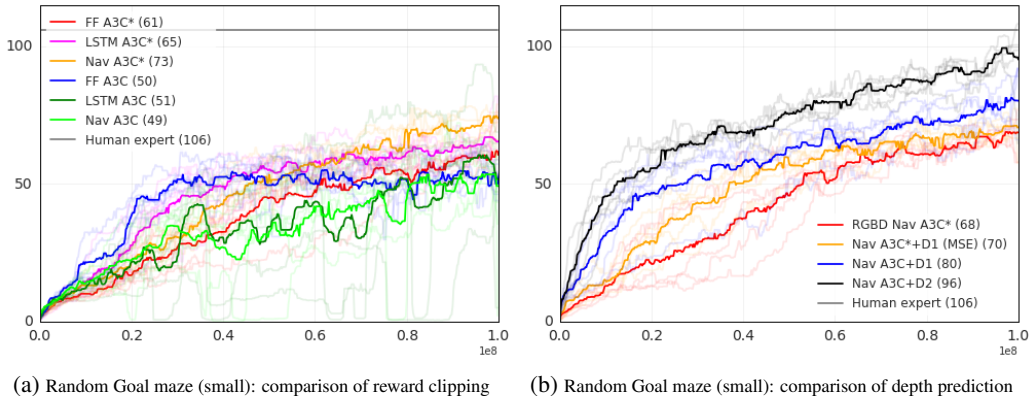 FF A3C* (61)
LSTM A3C* (65)
Nav A3C* (73)
FF A3C (50)
LSTM A3C (51)
Nav A3C (49)
Human expert (106)
100
50
0
0.0 0.2 0.4 0.6 0.8 1.0
1e8
(a) Random Goal maze (small): comparison of reward clipping
100
50
0
RGBD Nav A3C* (68)
Nav A3C*+D1 (MSE) (70)
Nav A3C+D1 (80)
Nav A3C+D2 (96)
Human expert (106)
0.0 0.2 0.4 0.6 0.8 1.0
1e8
(b) Random Goal maze (small): comparison of depth prediction